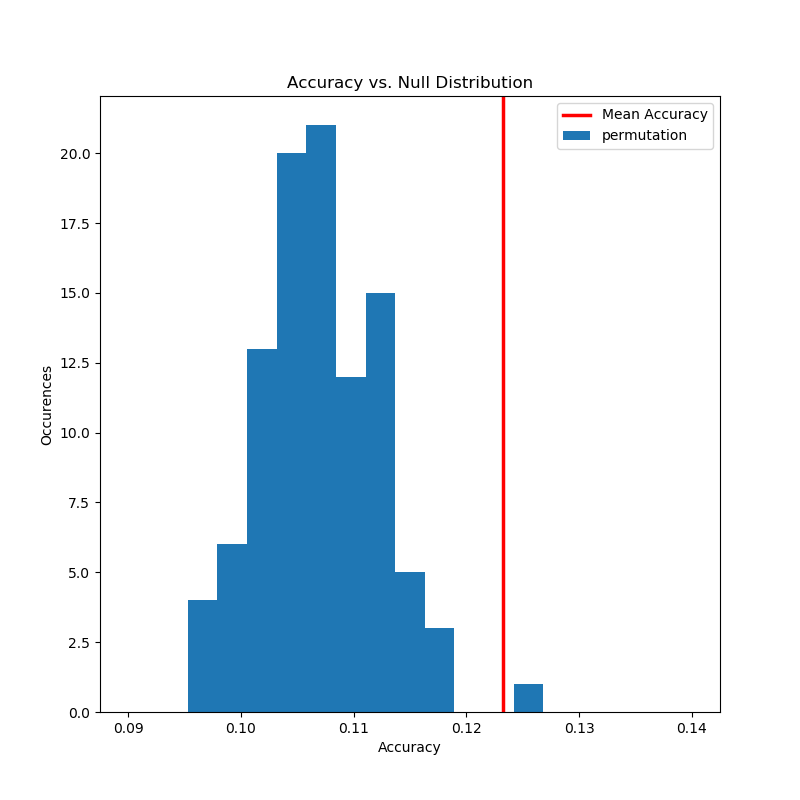 Accuracy vs. Null Distribution
Mean Accuracy
permutation
20.0
17.5
15.0
12.5
10.0
7.5
5.0
2.5
0.0
Occurences
0.09 0.10 0.11 0.12 0.13 0.14
Accuracy